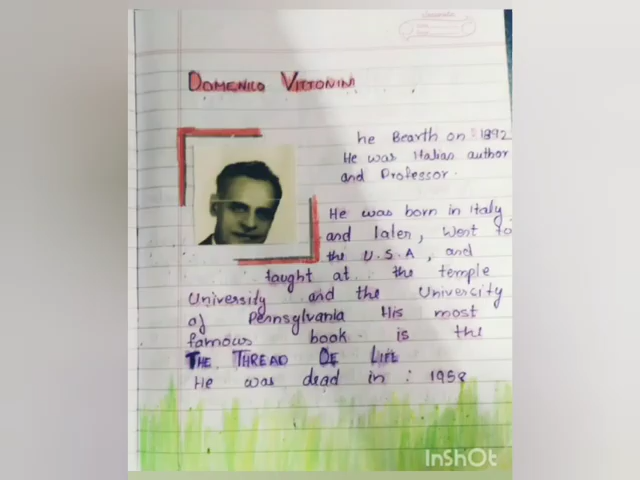 DOMENICO VITTONINI
he Bearth on : 1892
He was Italian author
and Professor.
He was born in Italy
and later, Went to
the U.S.A, and
taught at the temple
University and the Univercity
of Pennsylvania His most
famous book is the
THE THREAD OF LIFE
He was dead in : 1958
InShOt